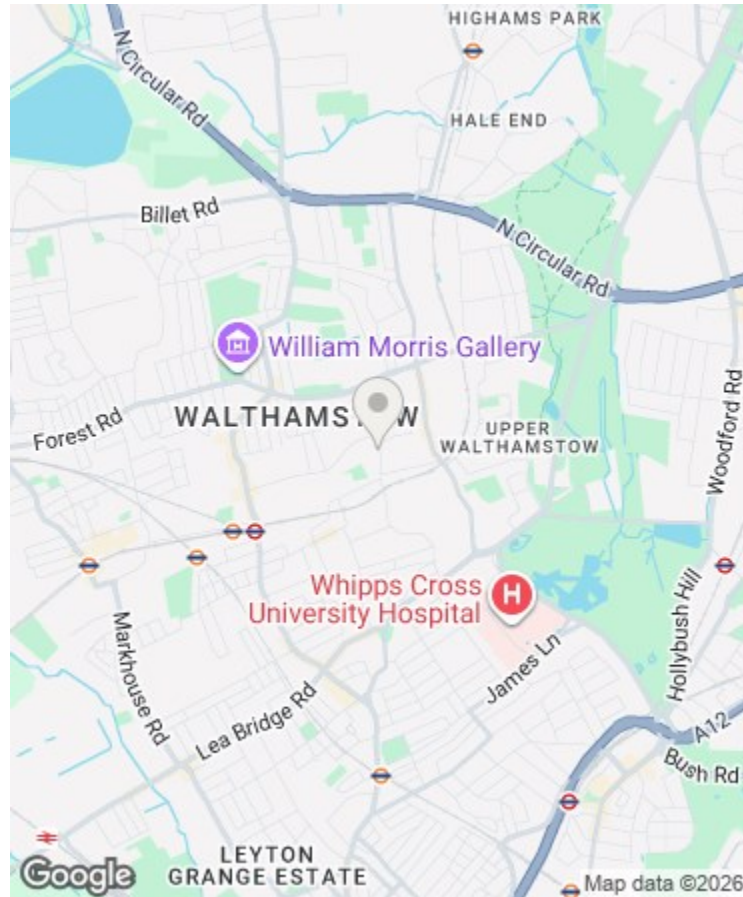 HIGHAMS PARK
N Circular Rd
HALE END
Billet Rd
N Circular Rd
William Morris Gallery
Forest Rd
WALTHAMSTOW
UPPER
WALTHAMSTOW
Woodford Rd
Whipps Cross
University Hospital
H
Hollybush Hill
Markhouse Rd
James Ln
Lea Bridge Rd
A12
Bush Rd
LEYTON
GRANGE ESTATE
Google
Map data ©2026